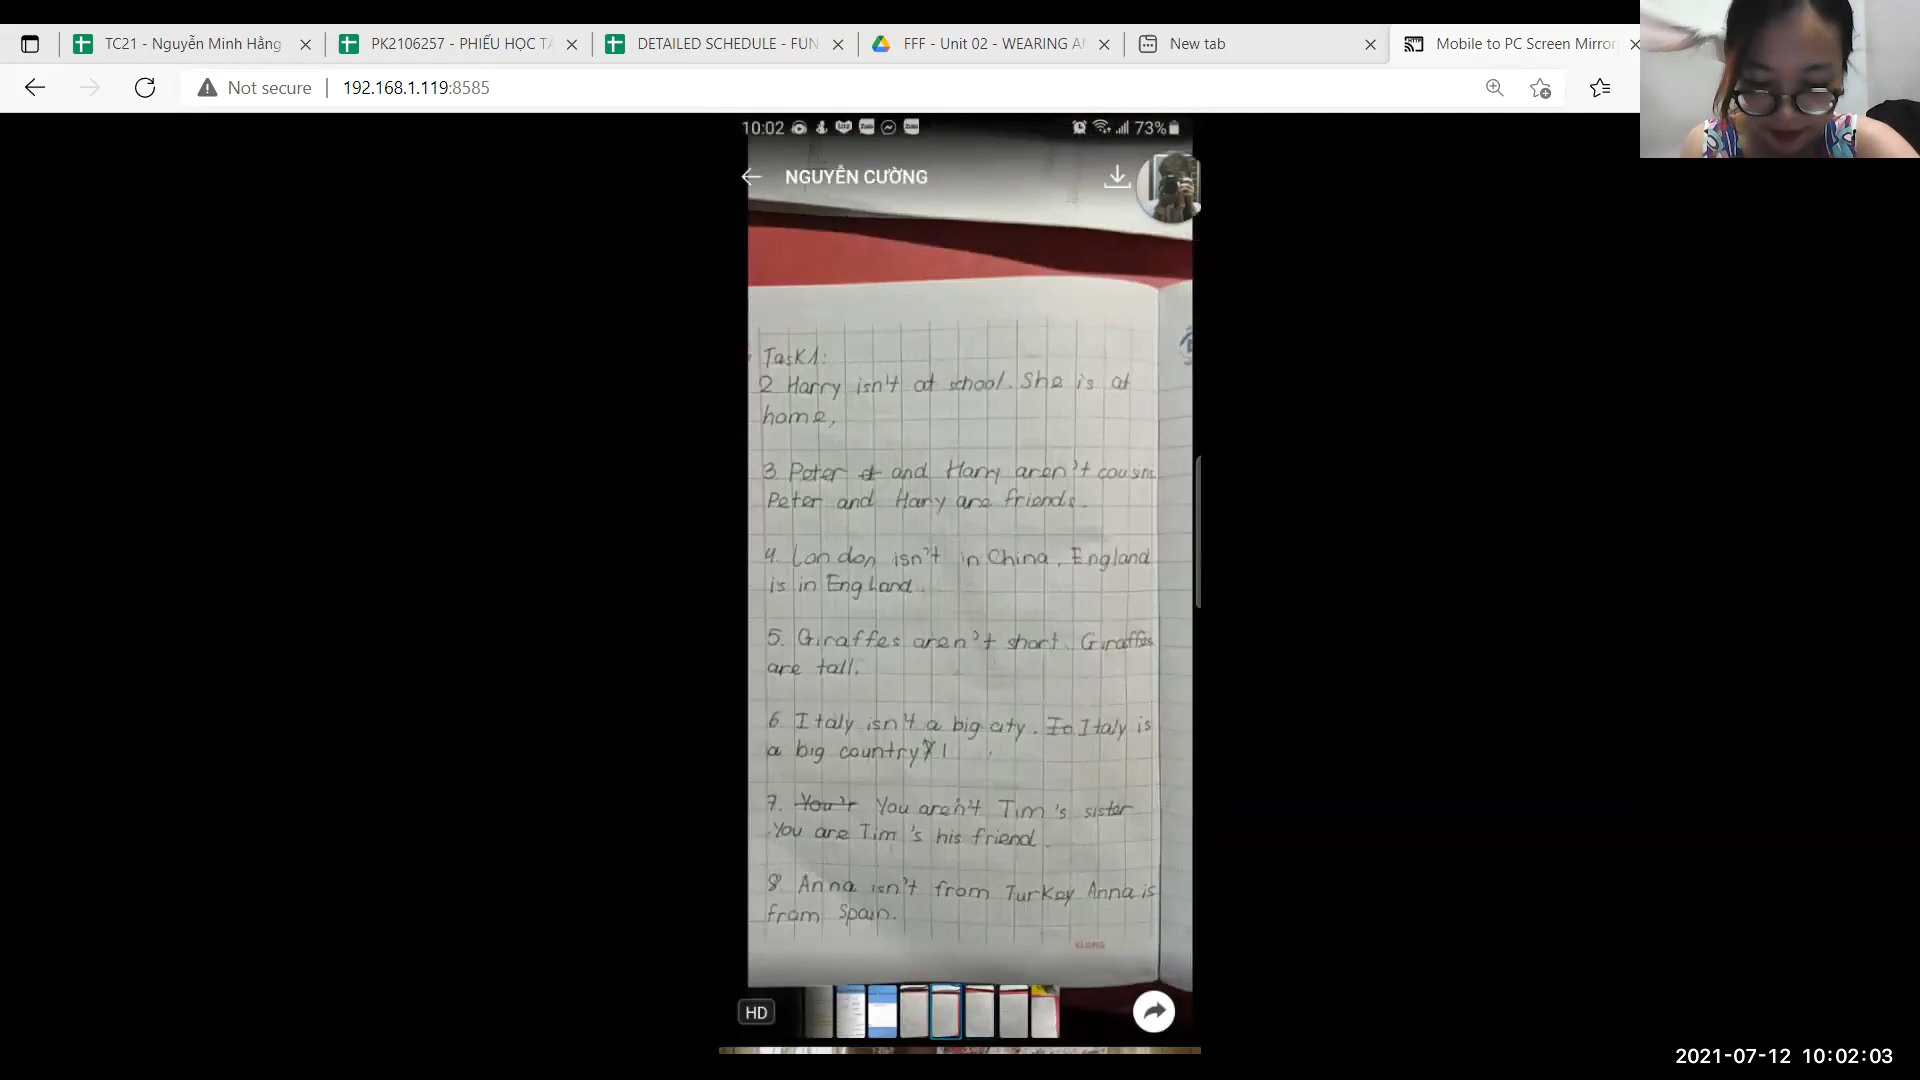 TC21 - Nguyễn Minh Hằng
PK2106257 - PHIẾU HỌC TẬ
DETAILED SCHEDULE - FUN
FFF - Unit 02 - WEARING AN
New tab
Mobile to PC Screen Mirror
Not secure
192.168.1.119:8585
10:02
73%
NGUYỄN CƯỜNG
Task1:
2 Harry isn't at school. She is at
home,
3. Peter and Harry aren't cousins
Peter and Hary are friends.
4. London isn't in China. England
is in England.
5. Giraffes aren't short. Giraffes
are tall.
6. Italy isn't a big city. Italy is
a big country
7. You't You aren't Tim's sister
.You are Tim's his friend.
8 Anna isn't from Turkey Anna is
from Spain.
KLONG
HD
2021-07-12 10:02:03